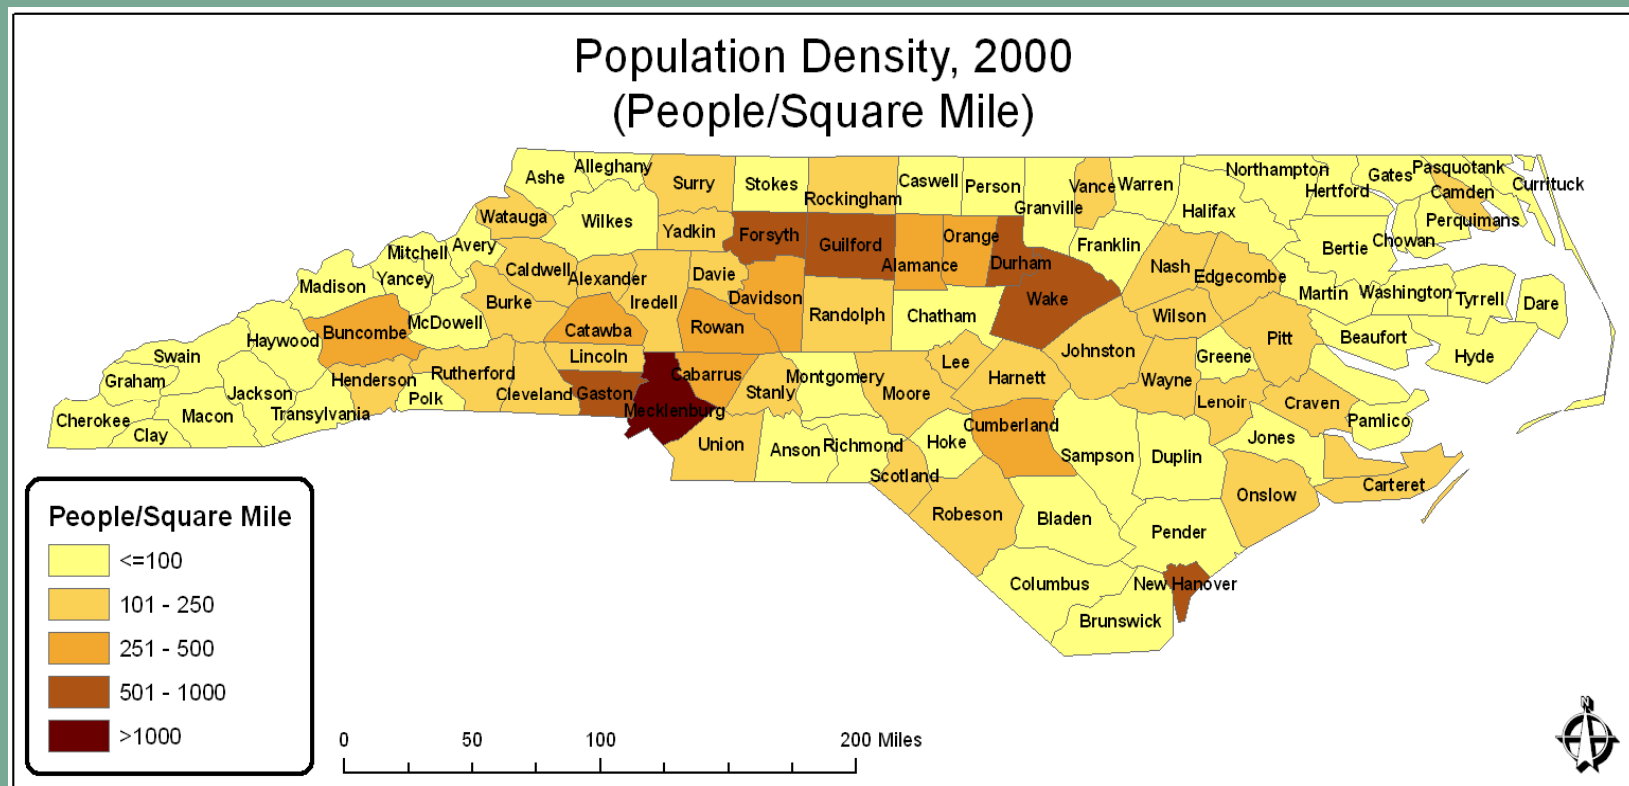 Population Density, 2000
(People/Square Mile)
Ashe
Alleghany
Surry
Stokes
Rockingham
Caswell
Person
Granville
Vance
Warren
Northampton
Hertford
Gates
Pasquotank
Camden
Currituck
Perquimans
Chowan
Halifax
Bertie
Watauga
Wilkes
Yadkin
Forsyth
Guilford
Alamance
Orange
Durham
Franklin
Nash
Edgecombe
Martin
Washington
Tyrrell
Dare
Mitchell
Avery
Yancey
Madison
Caldwell
Alexander
Burke
Iredell
Davie
Davidson
Randolph
Chatham
Wake
Wilson
Pitt
Beaufort
Hyde
Haywood
Buncombe
McDowell
Catawba
Rowan
Lincoln
Swain
Graham
Jackson
Henderson
Rutherford
Polk
Cleveland
Gaston
Mecklenburg
Cabarrus
Stanly
Montgomery
Moore
Lee
Harnett
Johnston
Wayne
Greene
Lenoir
Craven
Pamlico
Jones
Cherokee
Clay
Macon
Transylvania
Union
Anson
Richmond
Scotland
Hoke
Cumberland
Sampson
Duplin
Onslow
Carteret
Robeson
Bladen
Pender
Columbus
New Hanover
Brunswick
People/Square Mile
<=100
101 - 250
251 - 500
501 - 1000
>1000
0 50 100 200 Miles
N